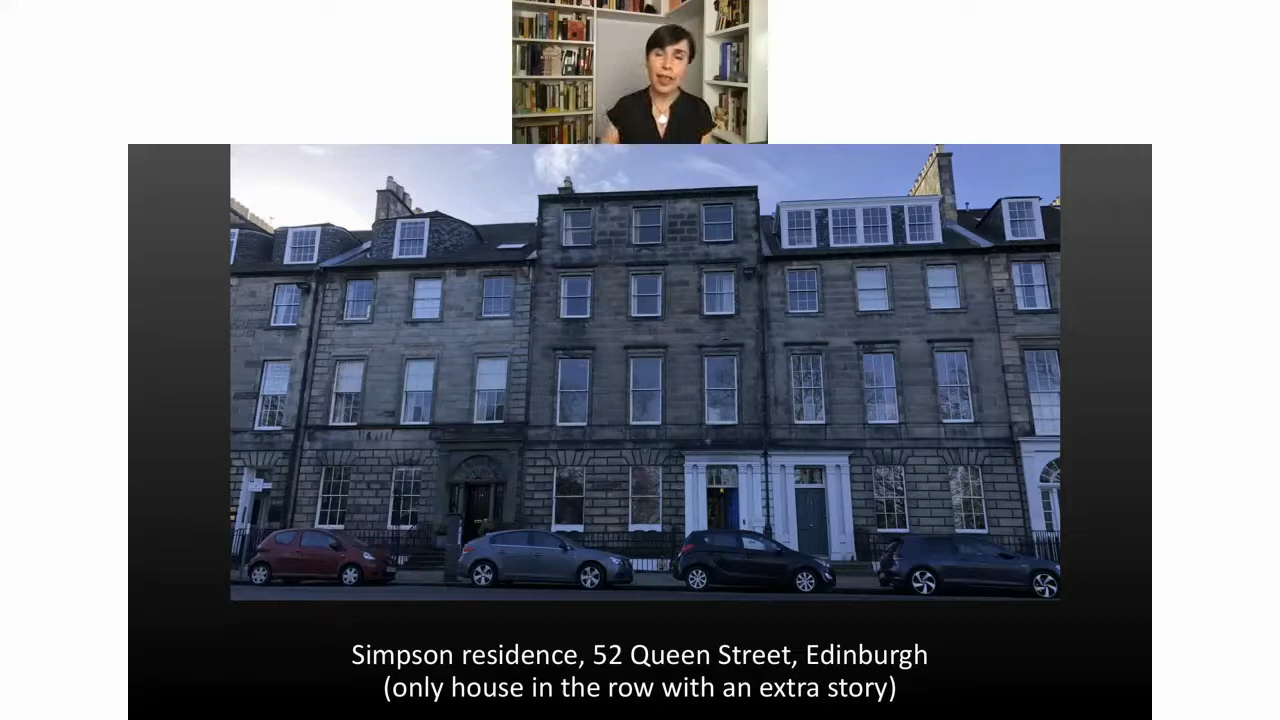 Simpson residence, 52 Queen Street, Edinburgh
(only house in the row with an extra story)